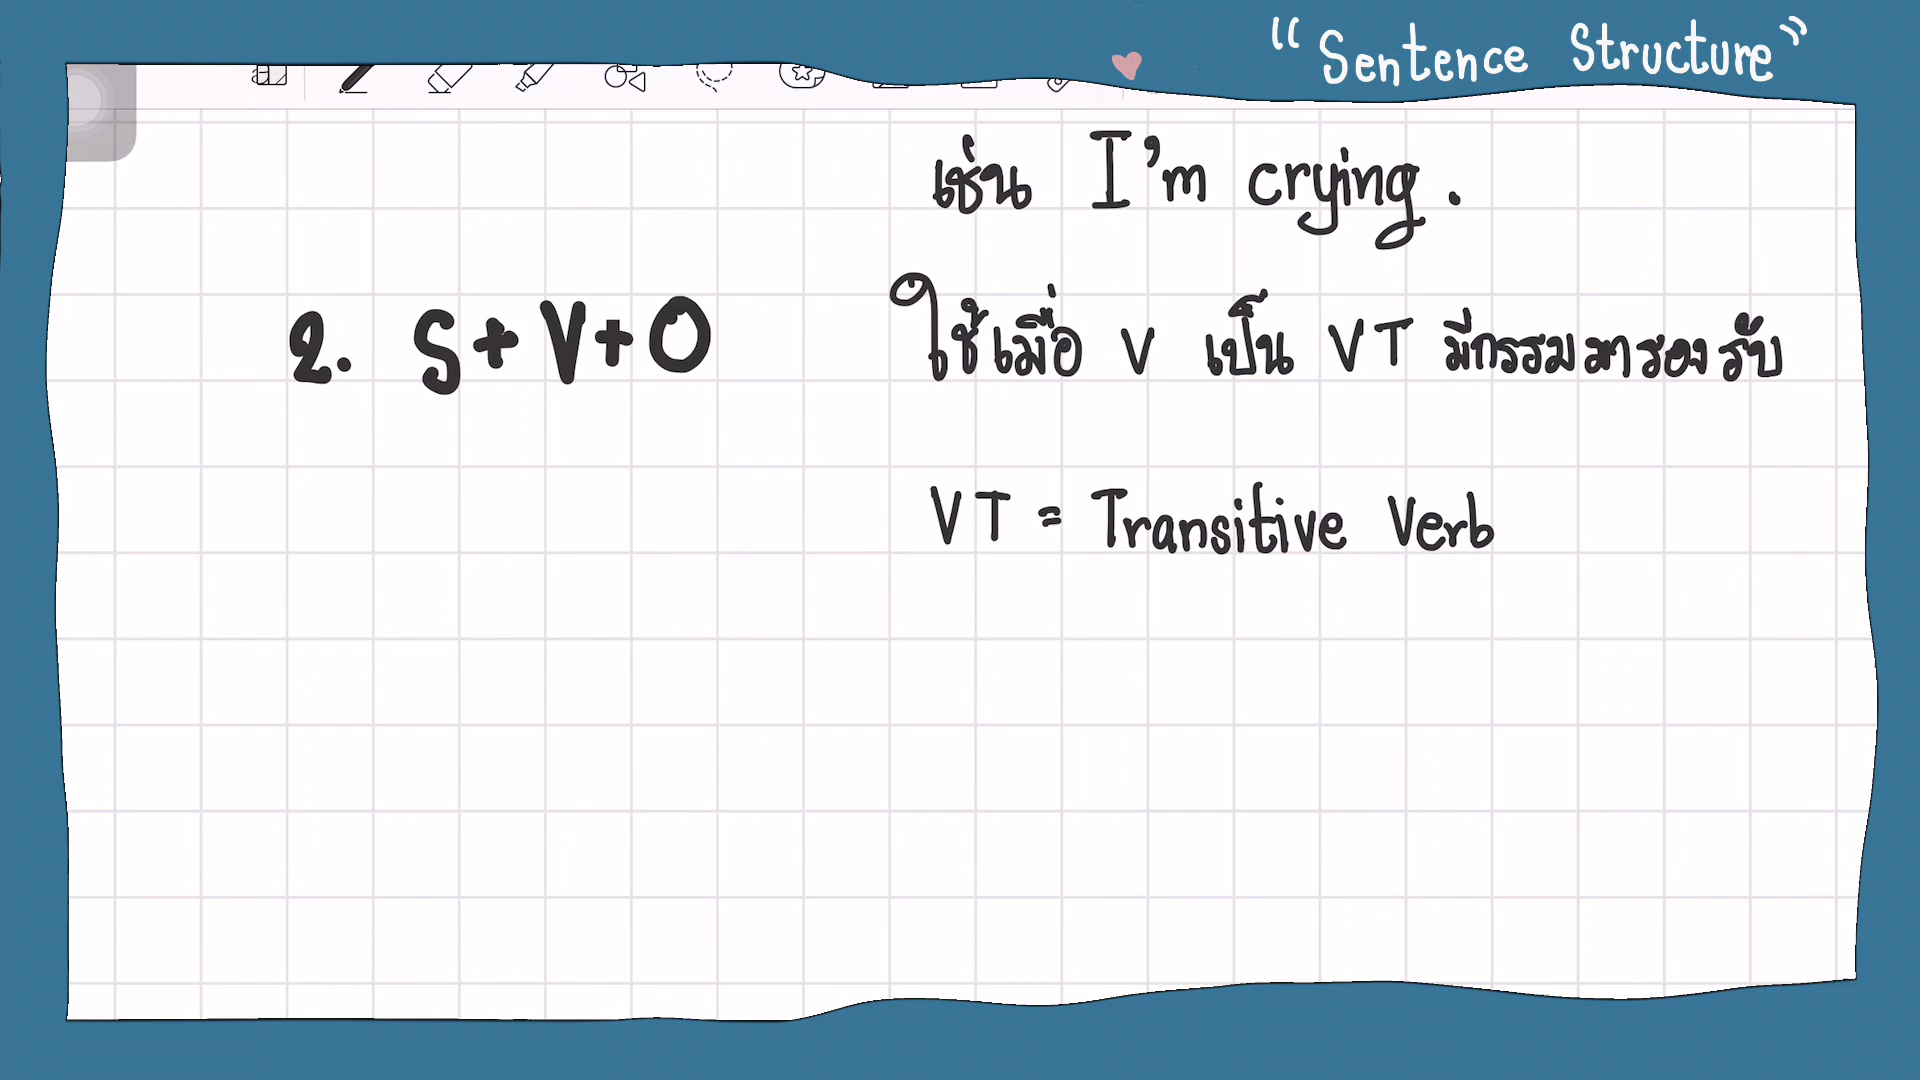 “Sentence Structure”
เช่น I'm crying.
2. S+V+O ใช้เมื่อ V เป็น VT มีกรรมมารองรับ
VT = Transitive Verb